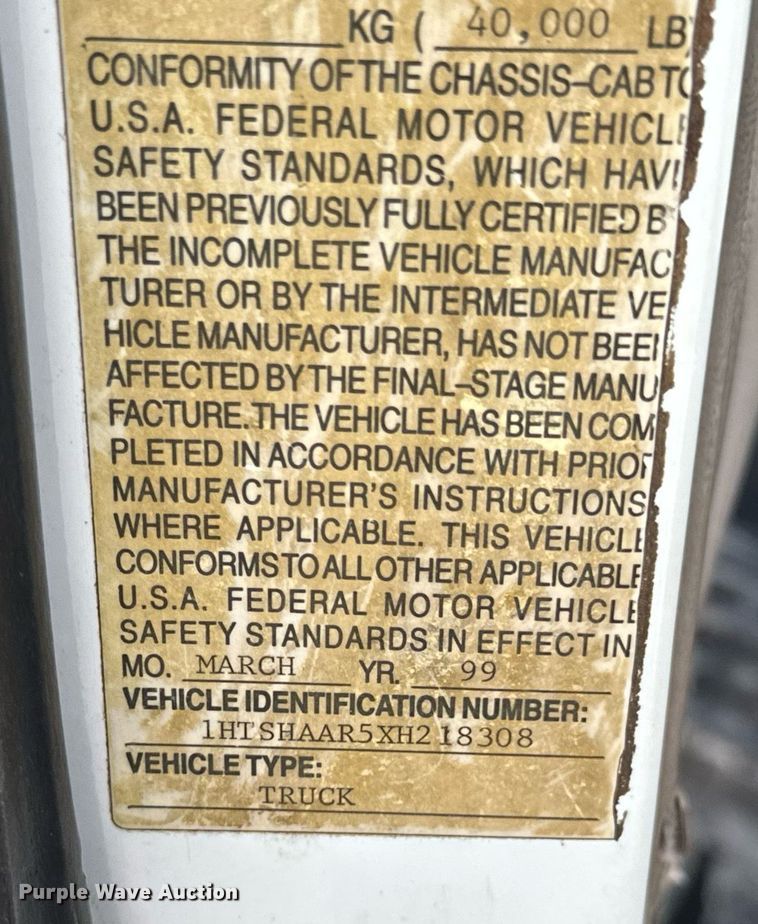 KG ( 40,000 LB
CONFORMITY OF THE CHASSIS-CAB TO
U.S.A. FEDERAL MOTOR VEHICLE
SAFETY STANDARDS, WHICH HAVE
BEEN PREVIOUSLY FULLY CERTIFIED B
THE INCOMPLETE VEHICLE MANUFAC
TURER OR BY THE INTERMEDIATE VE
HICLE MANUFACTURER, HAS NOT BEEN
AFFECTED BY THE FINAL-STAGE MANU
FACTURE. THE VEHICLE HAS BEEN COM
PLETED IN ACCORDANCE WITH PRIOR
MANUFACTURER'S INSTRUCTIONS
WHERE APPLICABLE. THIS VEHICLE
CONFORMS TO ALL OTHER APPLICABLE
U.S.A. FEDERAL MOTOR VEHICLE
SAFETY STANDARDS IN EFFECT IN
MO. MARCH YR. 99
VEHICLE IDENTIFICATION NUMBER:
1HTSHAAR5XH218308
VEHICLE TYPE:
TRUCK
Purple Wave Auction